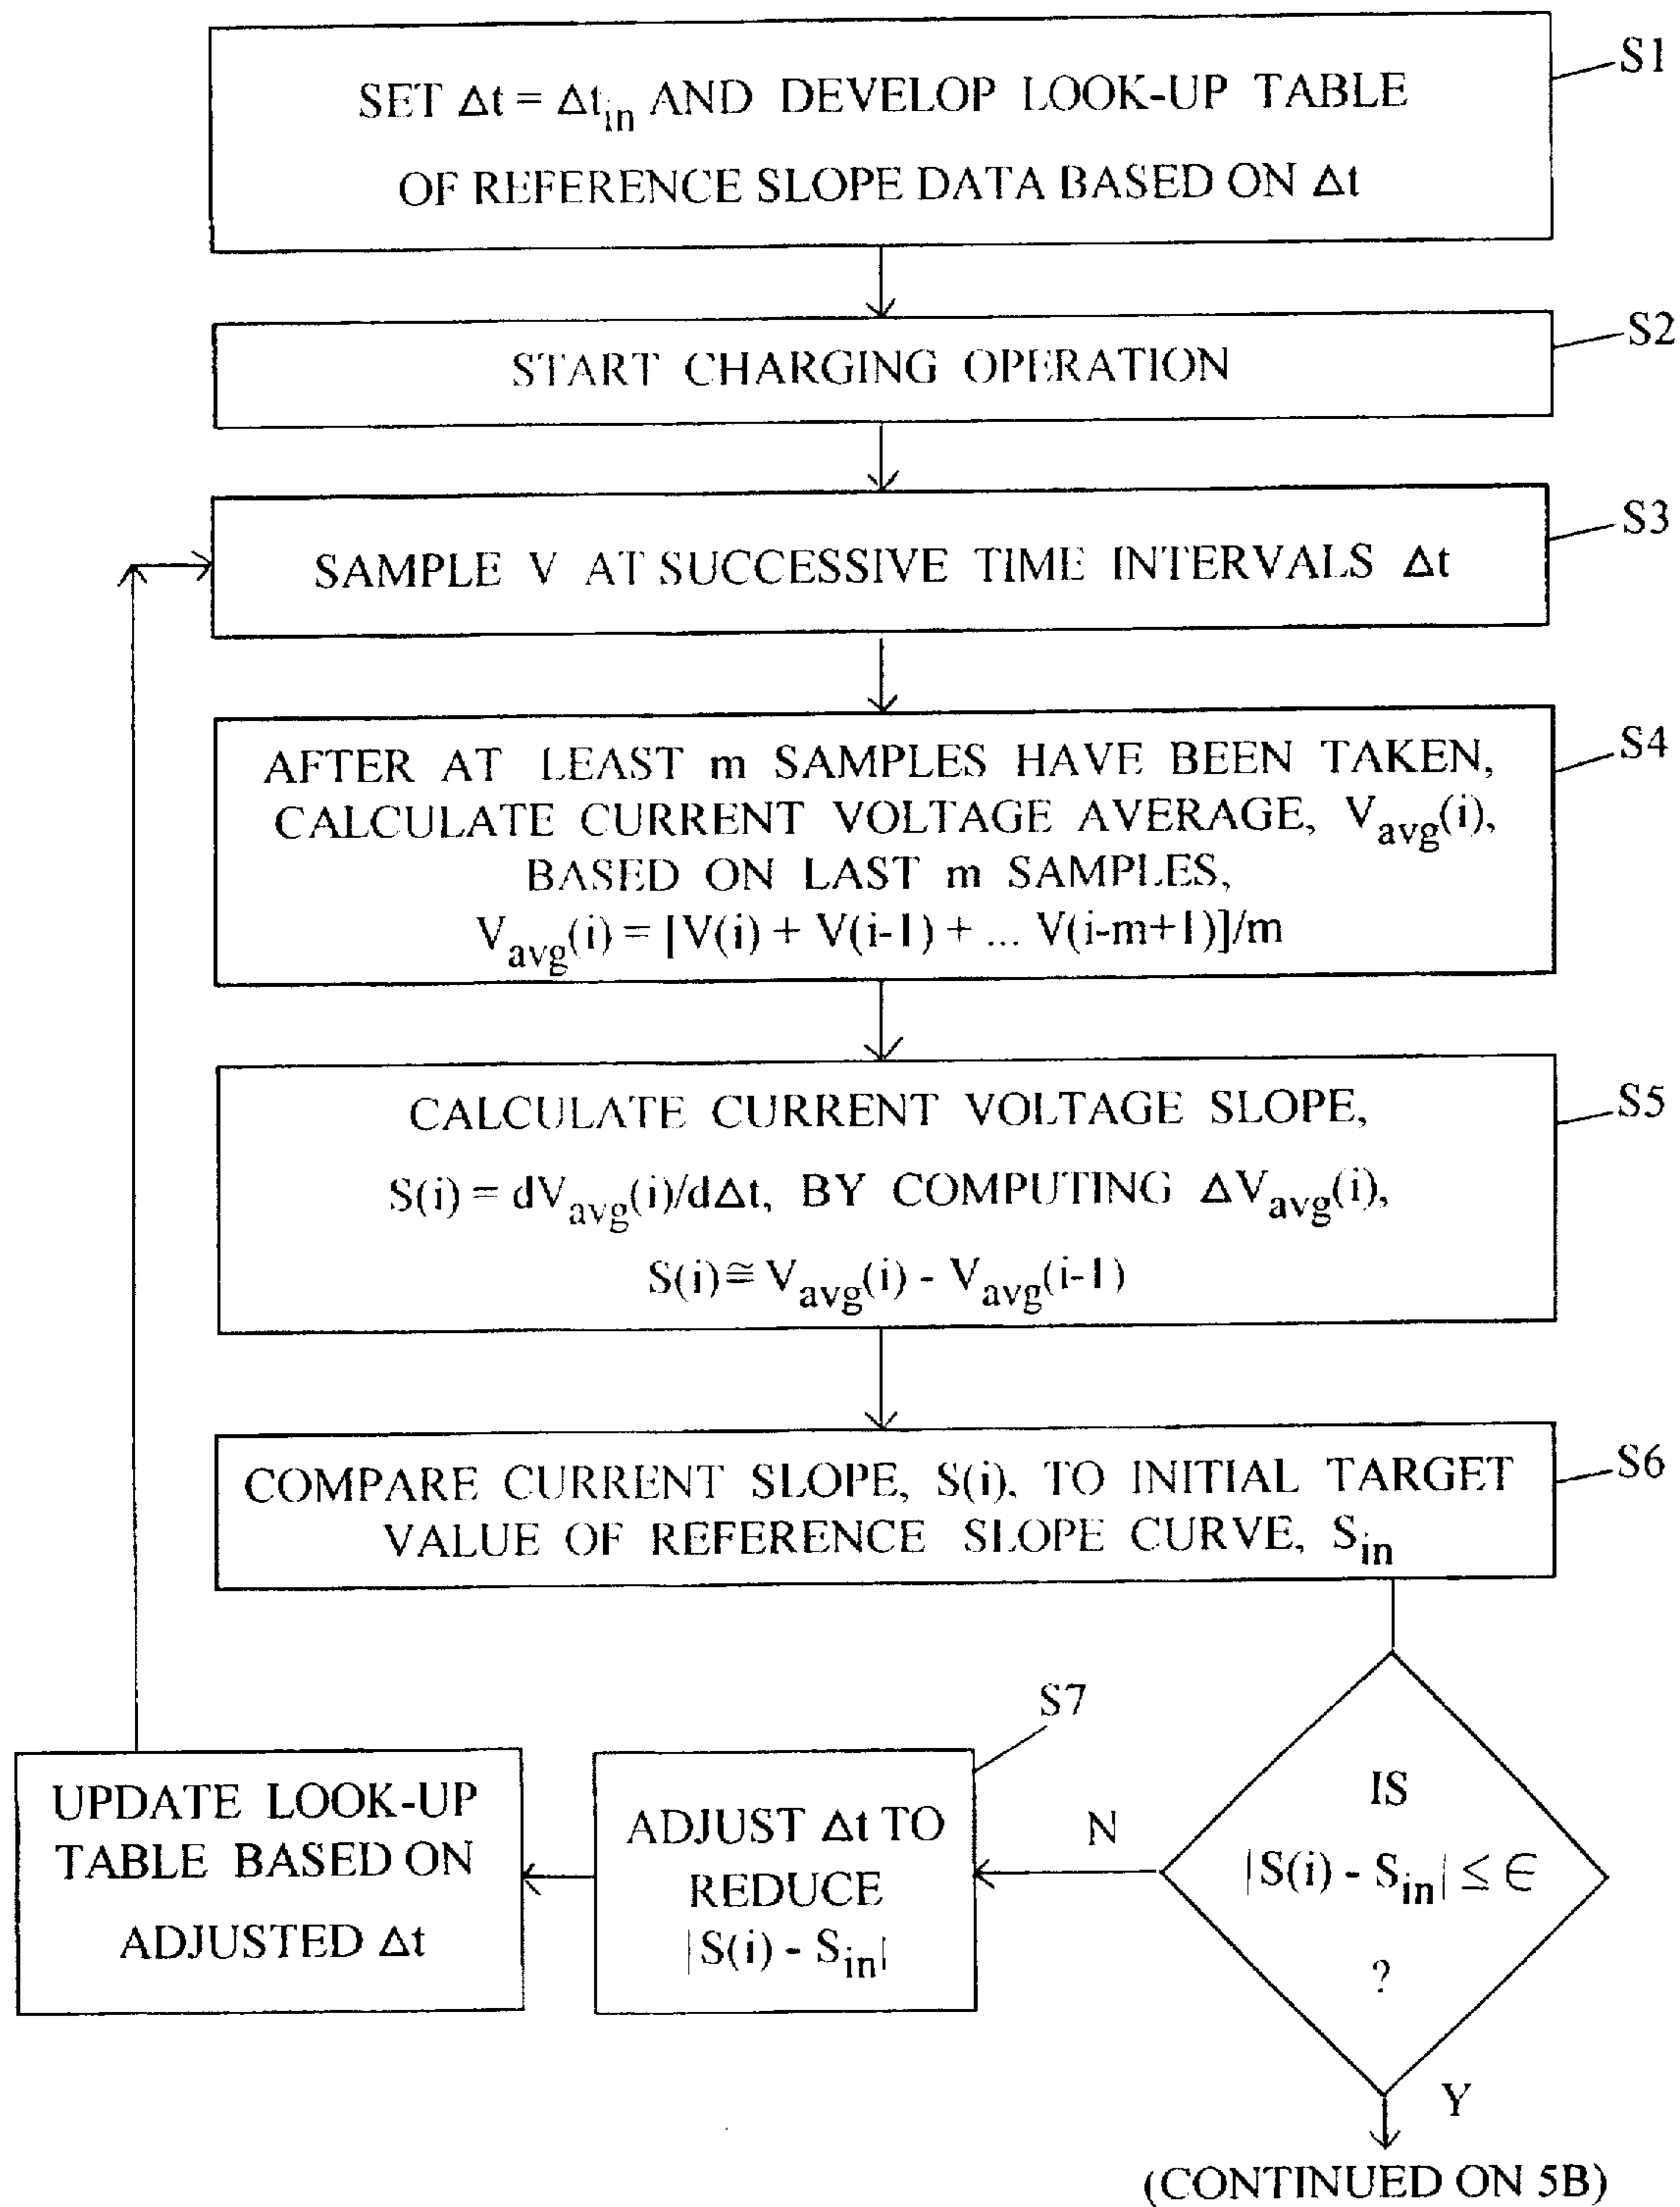 S1
SET Δt = Δt_in AND DEVELOP LOOK-UP TABLE
OF REFERENCE SLOPE DATA BASED ON Δt
S2
START CHARGING OPERATION
S3
SAMPLE V AT SUCCESSIVE TIME INTERVALS Δt
S4
AFTER AT LEAST m SAMPLES HAVE BEEN TAKEN,
CALCULATE CURRENT VOLTAGE AVERAGE, V_avg(i),
BASED ON LAST m SAMPLES,
V_avg(i) = [V(i) + V(i-1) + ... V(i-m+1)]/m
S5
CALCULATE CURRENT VOLTAGE SLOPE,
S(i) = dV_avg(i)/dΔt, BY COMPUTING ΔV_avg(i),
S(i) ≅ V_avg(i) - V_avg(i-1)
S6
COMPARE CURRENT SLOPE, S(i), TO INITIAL TARGET
VALUE OF REFERENCE SLOPE CURVE, S_in
IS
|S(i) - S_in| ≤ ∈
?
N
S7
ADJUST Δt TO
REDUCE
|S(i) - S_in|
UPDATE LOOK-UP
TABLE BASED ON
ADJUSTED Δt
Y
(CONTINUED ON 5B)